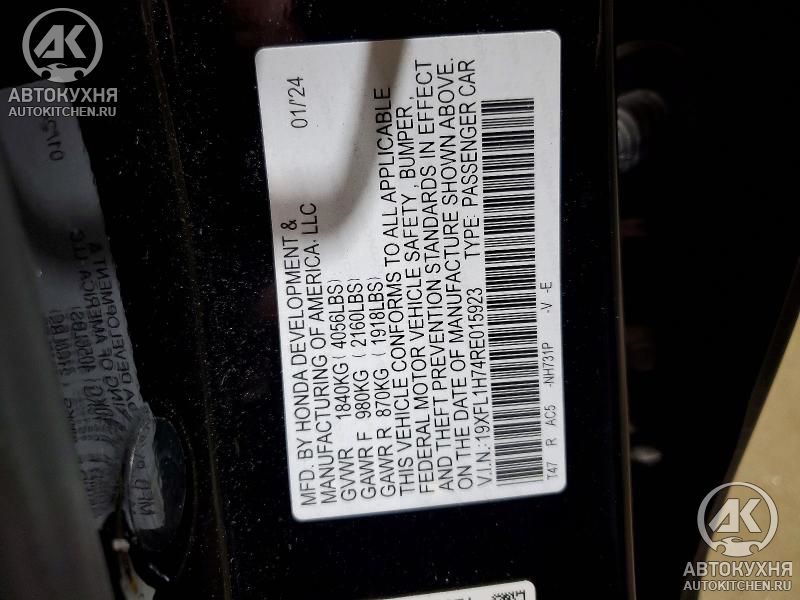 AK
АВТОКУХНЯ
AUTOKITCHEN.RU
MFD. BY HONDA DEVELOPMENT &
MANUFACTURING OF AMERICA, LLC 01/'24
GVWR 1840KG ( 4056LBS)
GAWR F 980KG ( 2160LBS)
GAWR R 870KG ( 1918LBS)
THIS VEHICLE CONFORMS TO ALL APPLICABLE
FEDERAL MOTOR VEHICLE SAFETY, BUMPER,
AND THEFT PREVENTION STANDARDS IN EFFECT
ON THE DATE OF MANUFACTURE SHOWN ABOVE.
V.I.N.:19XFL1H74RE015923 TYPE: PASSENGER CAR
T47 R AC5 -NH731P -V -E
AK
АВТОКУХНЯ
AUTOKITCHEN.RU